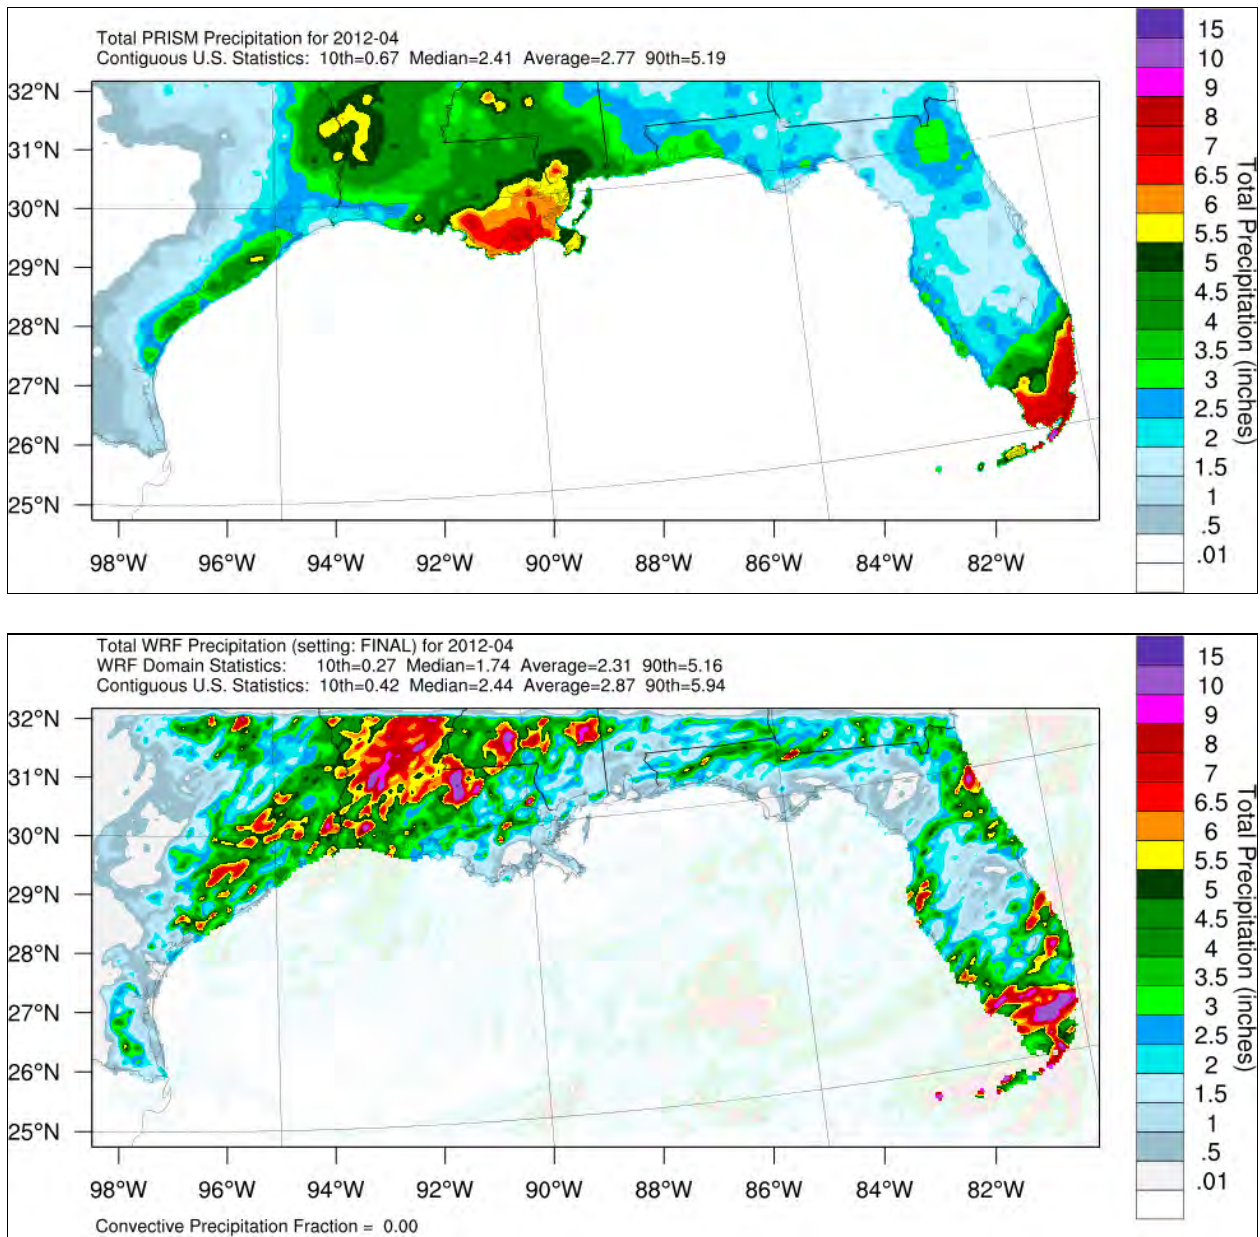 Total PRISM Precipitation for 2012-04
Contiguous U.S. Statistics: 10th=0.67 Median=2.41 Average=2.77 90th=5.19
32°N
31°N
30°N
29°N
28°N
27°N
26°N
25°N
98°W 96°W 94°W 92°W 90°W 88°W 86°W 84°W 82°W
15
10
9
8
7
6.5
6
5.5
5
4.5
4
3.5
3
2.5
2
1.5
1
.5
.01
Total Precipitation (inches)
Total WRF Precipitation (setting: FINAL) for 2012-04
WRF Domain Statistics: 10th=0.27 Median=1.74 Average=2.31 90th=5.16
Contiguous U.S. Statistics: 10th=0.42 Median=2.44 Average=2.87 90th=5.94
32°N
31°N
30°N
29°N
28°N
27°N
26°N
25°N
98°W 96°W 94°W 92°W 90°W 88°W 86°W 84°W 82°W
15
10
9
8
7
6.5
6
5.5
5
4.5
4
3.5
3
2.5
2
1.5
1
.5
.01
Total Precipitation (inches)
Convective Precipitation Fraction = 0.00